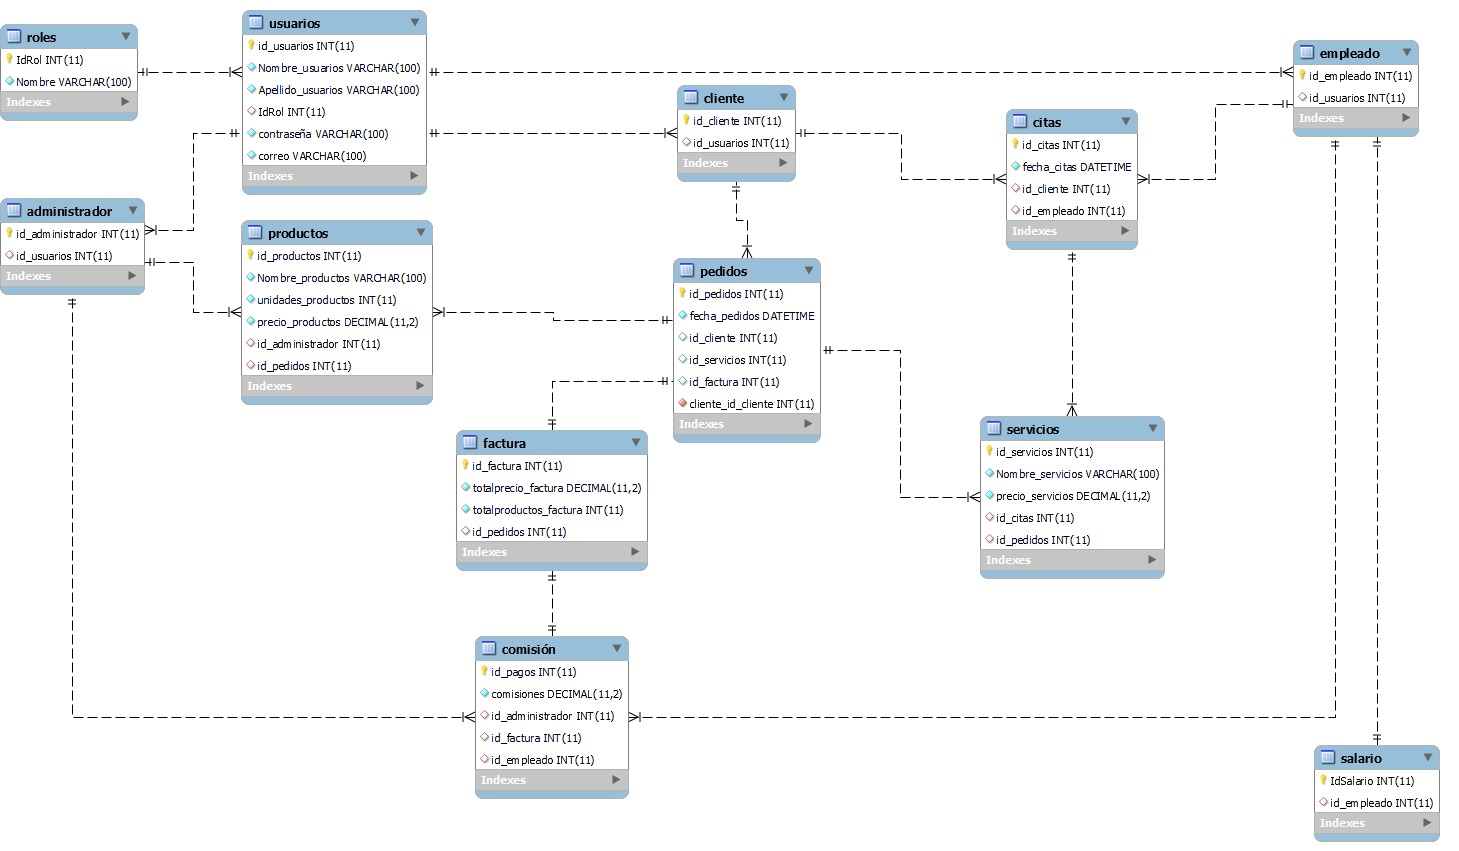 roles
IdRol INT(11)
Nombre VARCHAR(100)
Indexes
usuarios
id_usuarios INT(11)
Nombre_usuarios VARCHAR(100)
Apellido_usuarios VARCHAR(100)
IdRol INT(11)
contraseña VARCHAR(100)
correo VARCHAR(100)
Indexes
cliente
id_cliente INT(11)
id_usuarios INT(11)
Indexes
citas
id_citas INT(11)
fecha_citas DATETIME
id_cliente INT(11)
id_empleado INT(11)
Indexes
empleado
id_empleado INT(11)
id_usuarios INT(11)
Indexes
administrador
id_administrador INT(11)
id_usuarios INT(11)
Indexes
productos
id_productos INT(11)
Nombre_productos VARCHAR(100)
unidades_productos INT(11)
precio_productos DECIMAL(11,2)
id_administrador INT(11)
id_pedidos INT(11)
Indexes
pedidos
id_pedidos INT(11)
fecha_pedidos DATETIME
id_cliente INT(11)
id_servicios INT(11)
id_factura INT(11)
cliente_id_cliente INT(11)
Indexes
factura
id_factura INT(11)
totalprecio_factura DECIMAL(11,2)
totalproductos_factura INT(11)
id_pedidos INT(11)
Indexes
servicios
id_servicios INT(11)
Nombre_servicios VARCHAR(100)
precio_servicios DECIMAL(11,2)
id_citas INT(11)
id_pedidos INT(11)
Indexes
comisión
id_pagos INT(11)
comisiones DECIMAL(11,2)
id_administrador INT(11)
id_factura INT(11)
id_empleado INT(11)
Indexes
salario
IdSalario INT(11)
id_empleado INT(11)
Indexes